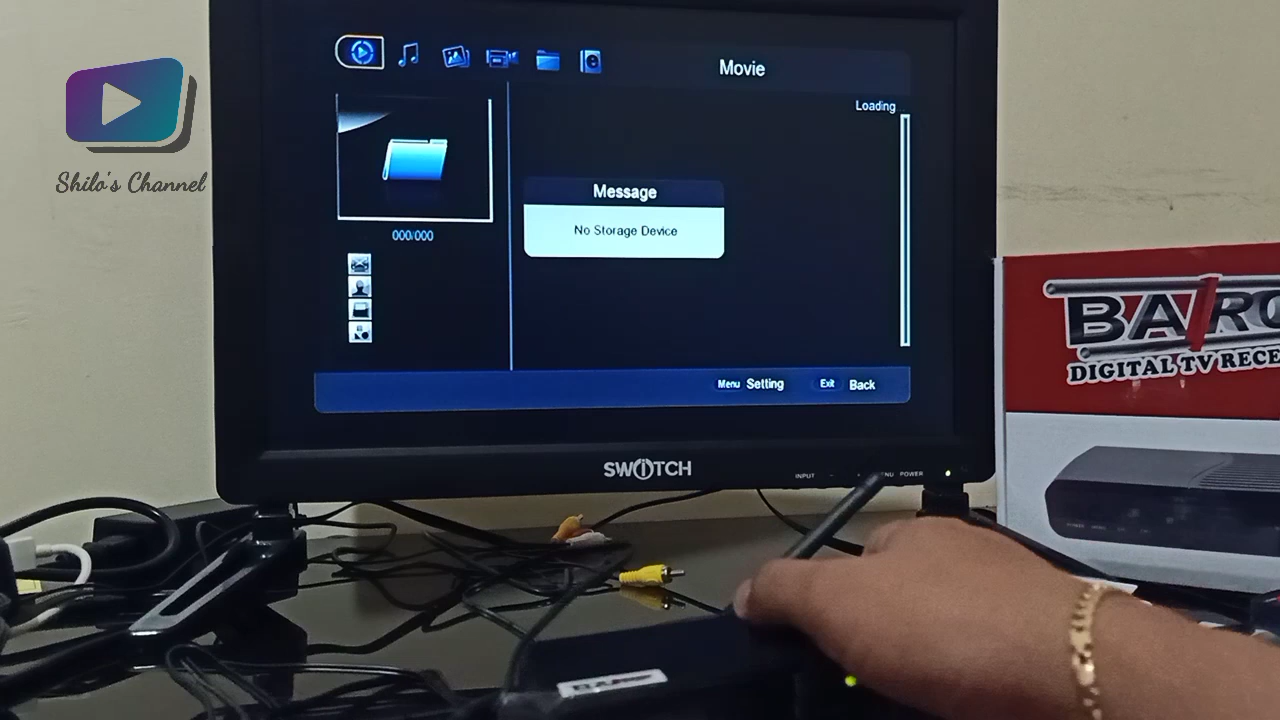 Shilo's Channel
Movie
Loading
Message
No Storage Device
000/000
Menu Setting Exit Back
SWiTCH
INPUT - + POWER
DIGITAL TV